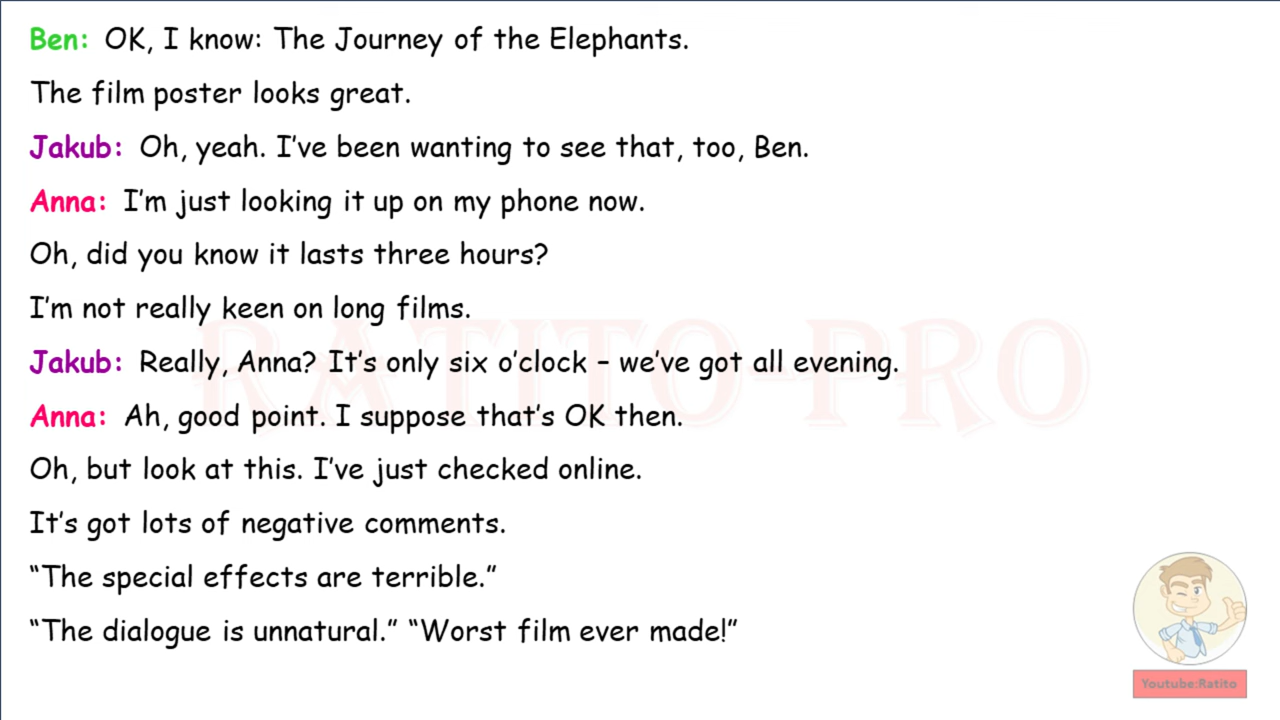 Ben: OK, I know: The Journey of the Elephants.
The film poster looks great.
Jakub: Oh, yeah. I’ve been wanting to see that, too, Ben.
Anna: I’m just looking it up on my phone now.
Oh, did you know it lasts three hours?
I’m not really keen on long films.
RATITO-PRO
Jakub: Really, Anna? It’s only six o’clock – we’ve got all evening.
Anna: Ah, good point. I suppose that’s OK then.
Oh, but look at this. I’ve just checked online.
It’s got lots of negative comments.
“The special effects are terrible.”
“The dialogue is unnatural.” “Worst film ever made!”
Youtube:Ratito